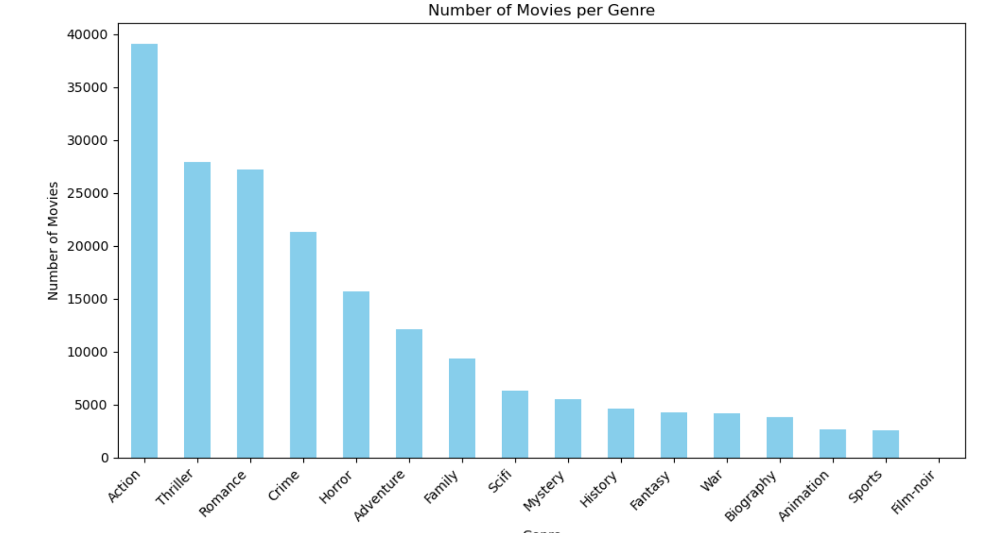 Number of Movies per Genre
Number of Movies
40000
35000
30000
25000
20000
15000
10000
5000
0
Action
Thriller
Romance
Crime
Horror
Adventure
Family
Scifi
Mystery
History
Fantasy
War
Biography
Animation
Sports
Film-noir